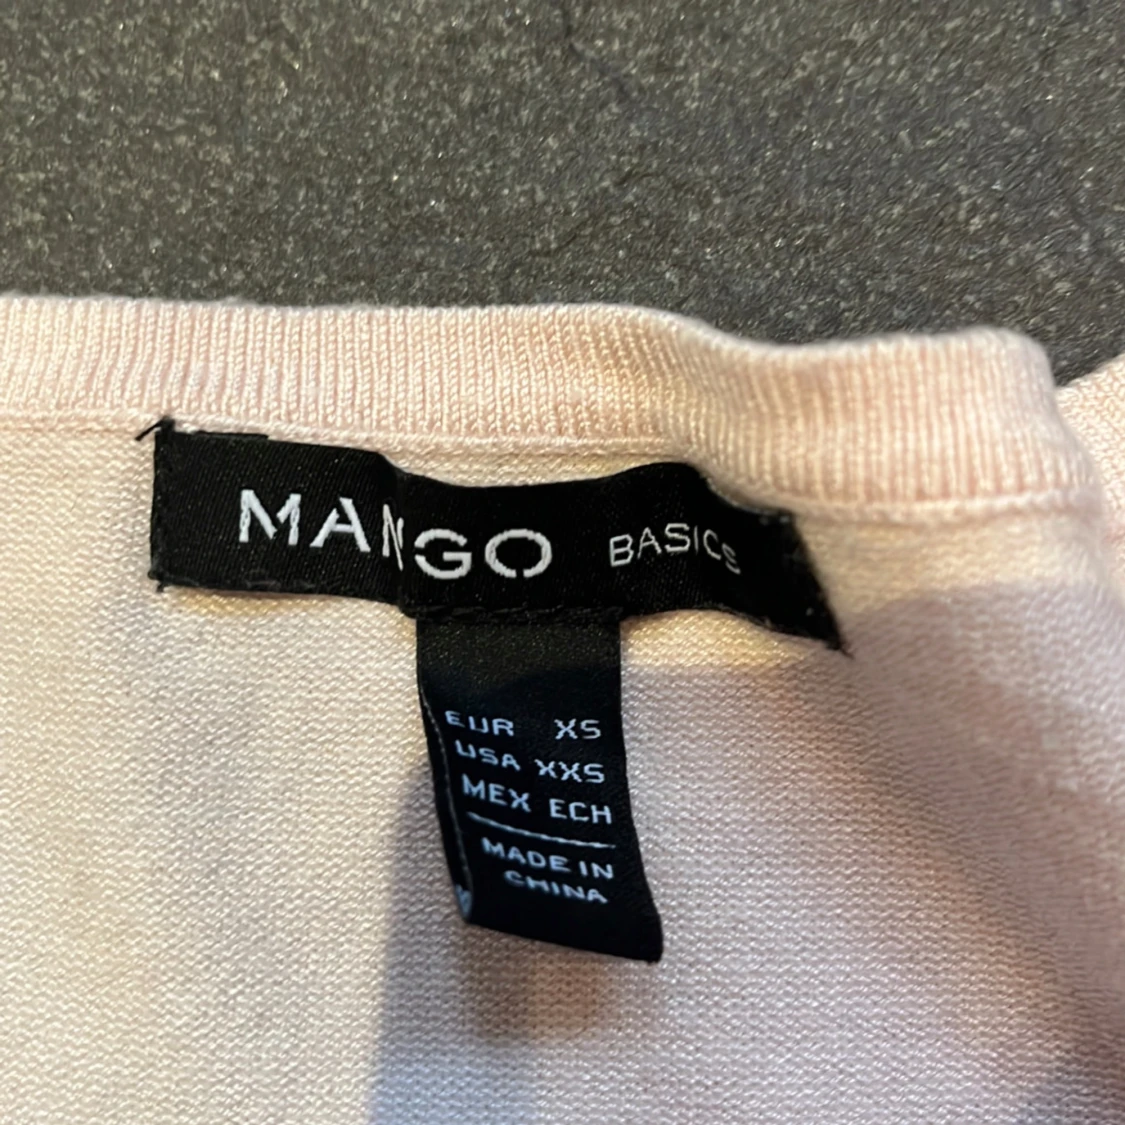 MANGO BASICS
EUR XS
USA XXS
MEX ECH
MADE IN
CHINA